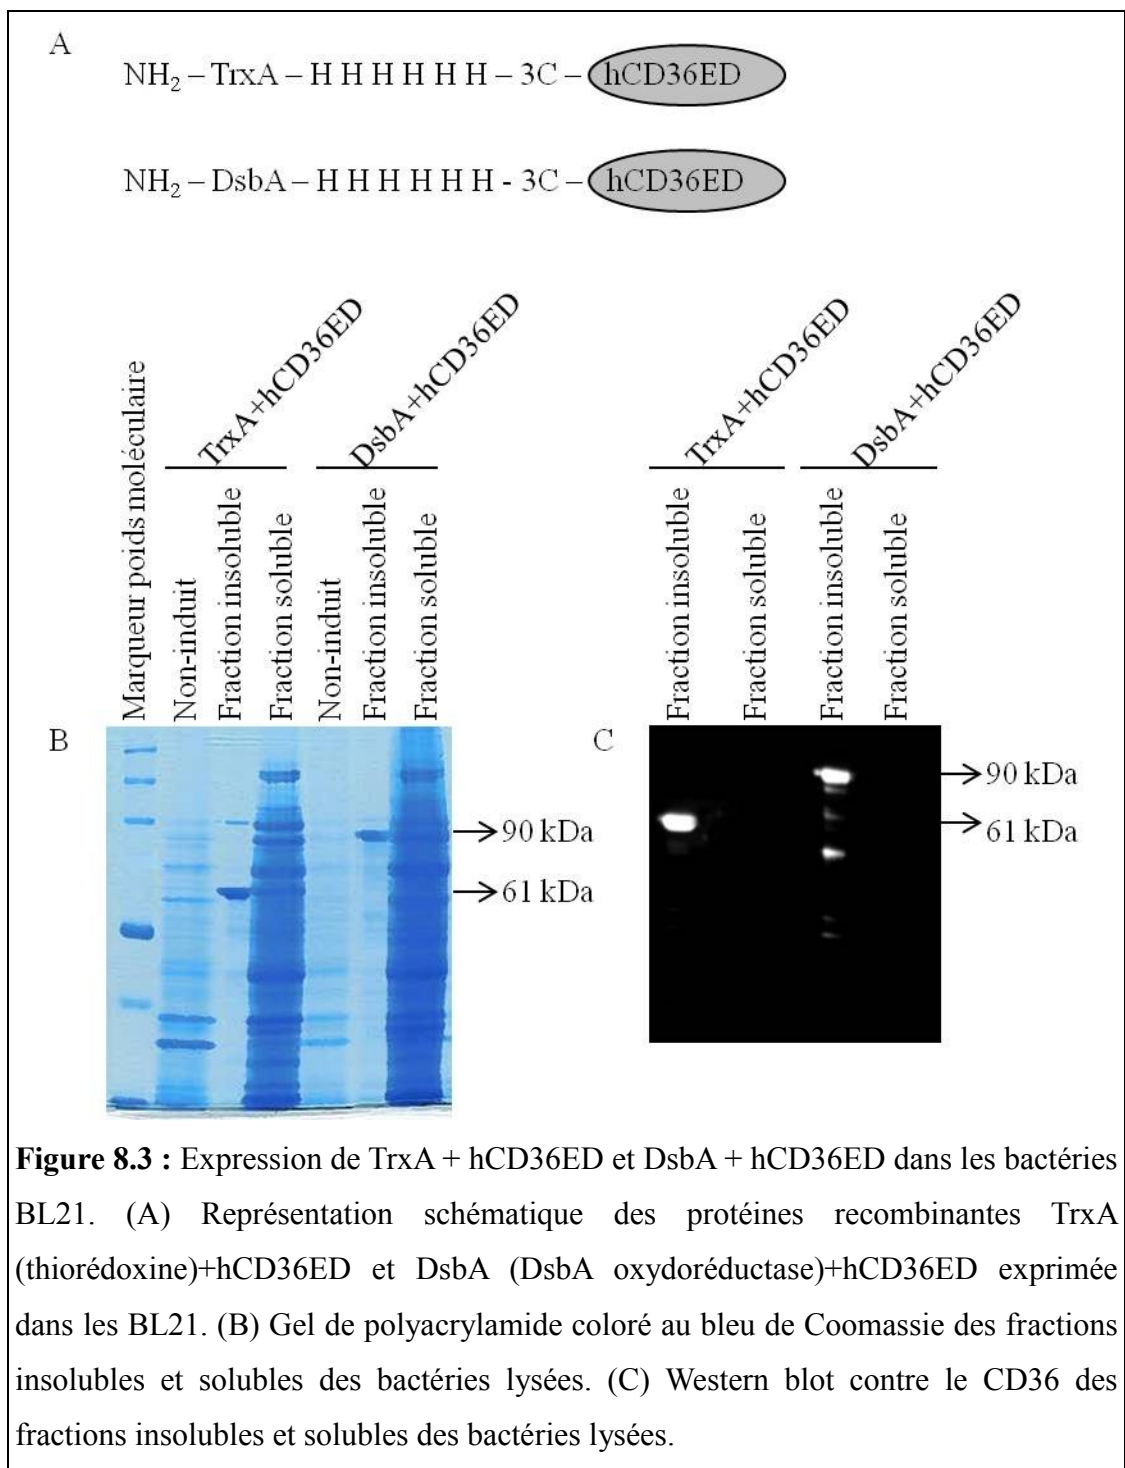 A
NH₂ – TrxA – H H H H H H – 3C – hCD36ED
NH₂ – DsbA – H H H H H H - 3C – hCD36ED
TrxA+hCD36ED
DsbA+hCD36ED
TrxA+hCD36ED
DsbA+hCD36ED
Marqueur poids moléculaire
Non-induit
Fraction insoluble
Fraction soluble
Non-induit
Fraction insoluble
Fraction soluble
Fraction insoluble
Fraction soluble
Fraction insoluble
Fraction soluble
B
90 kDa
61 kDa
C
90 kDa
61 kDa
Figure 8.3 : Expression de TrxA + hCD36ED et DsbA + hCD36ED dans les bactéries
BL21. (A) Représentation schématique des protéines recombinantes TrxA
(thiorédoxine)+hCD36ED et DsbA (DsbA oxydoréductase)+hCD36ED exprimée
dans les BL21. (B) Gel de polyacrylamide coloré au bleu de Coomassie des fractions
insolubles et solubles des bactéries lysées. (C) Western blot contre le CD36 des
fractions insolubles et solubles des bactéries lysées.